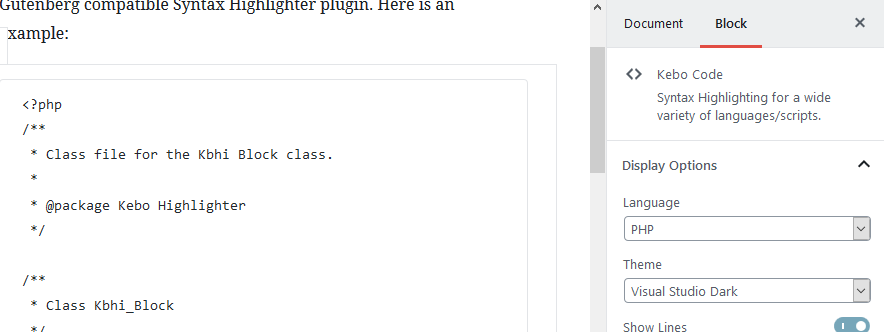 Gutenberg compatible Syntax Highlighter plugin. Here is an
xample:
<?php
/**
 * Class file for the Kbhi Block class.
 *
 * @package Kebo Highlighter
 */
/**
 * Class Kbhi_Block
 */
Document Block ×
<> Kebo Code
Syntax Highlighting for a wide
variety of languages/scripts.
Display Options
Language
PHP
Theme
Visual Studio Dark
Show Lines